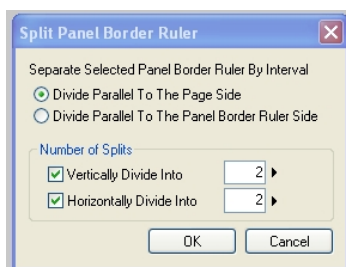 Split Panel Border Ruler
Separate Selected Panel Border Ruler By Interval
Divide Parallel To The Page Side
Divide Parallel To The Panel Border Ruler Side
Number of Splits
Vertically Divide Into 2
Horizontally Divide Into 2
OK Cancel